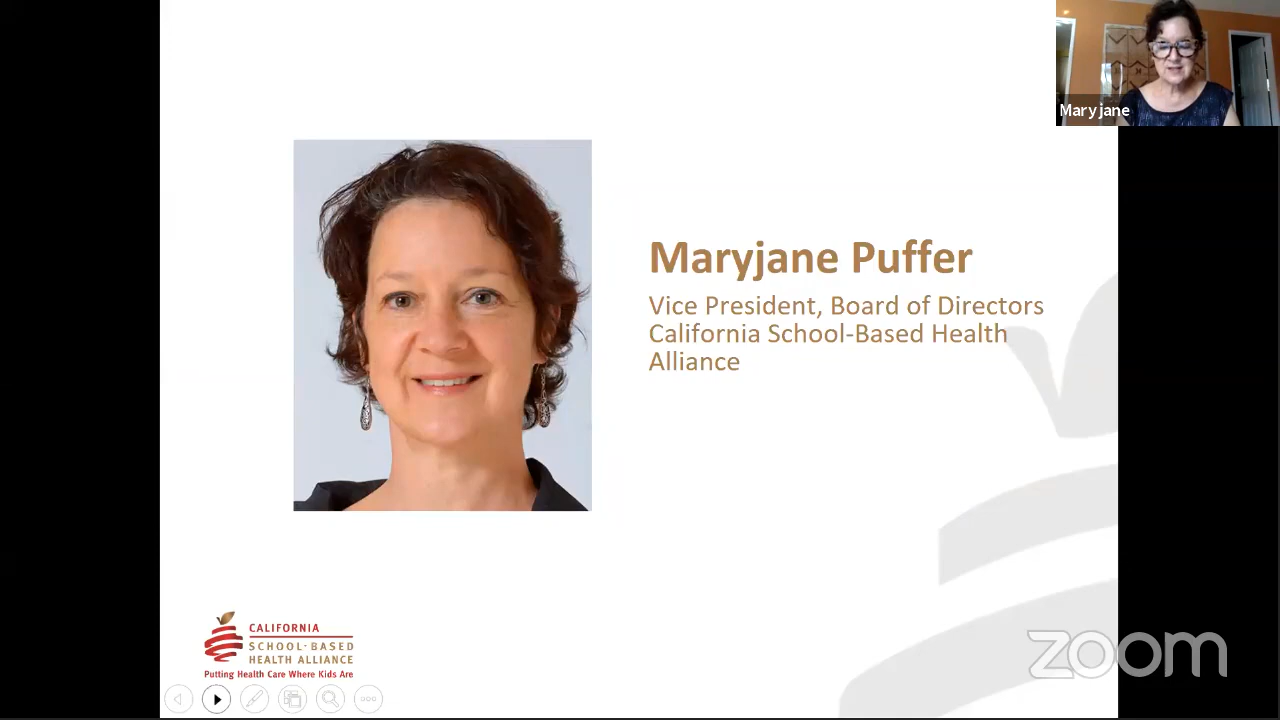 Maryjane
Maryjane Puffer
Vice President, Board of Directors
California School-Based Health
Alliance
CALIFORNIA
SCHOOL-BASED
HEALTH ALLIANCE
Putting Health Care Where Kids Are
zoom